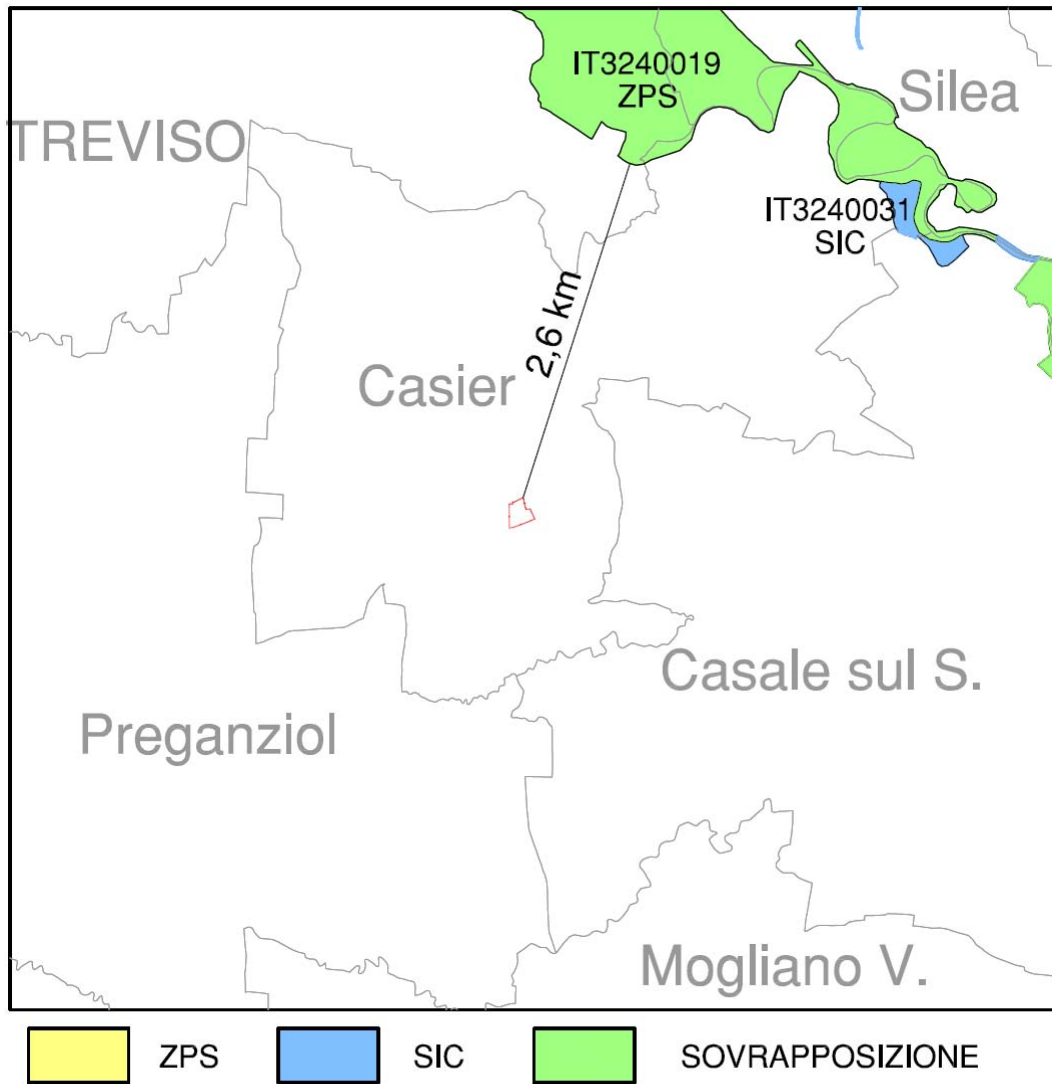 IT3240019
ZPS
Silea
TREVISO
IT3240031
SIC
2,6 km
Casier
Casale sul S.
Preganziol
Mogliano V.
ZPS
SIC
SOVRAPPOSIZIONE